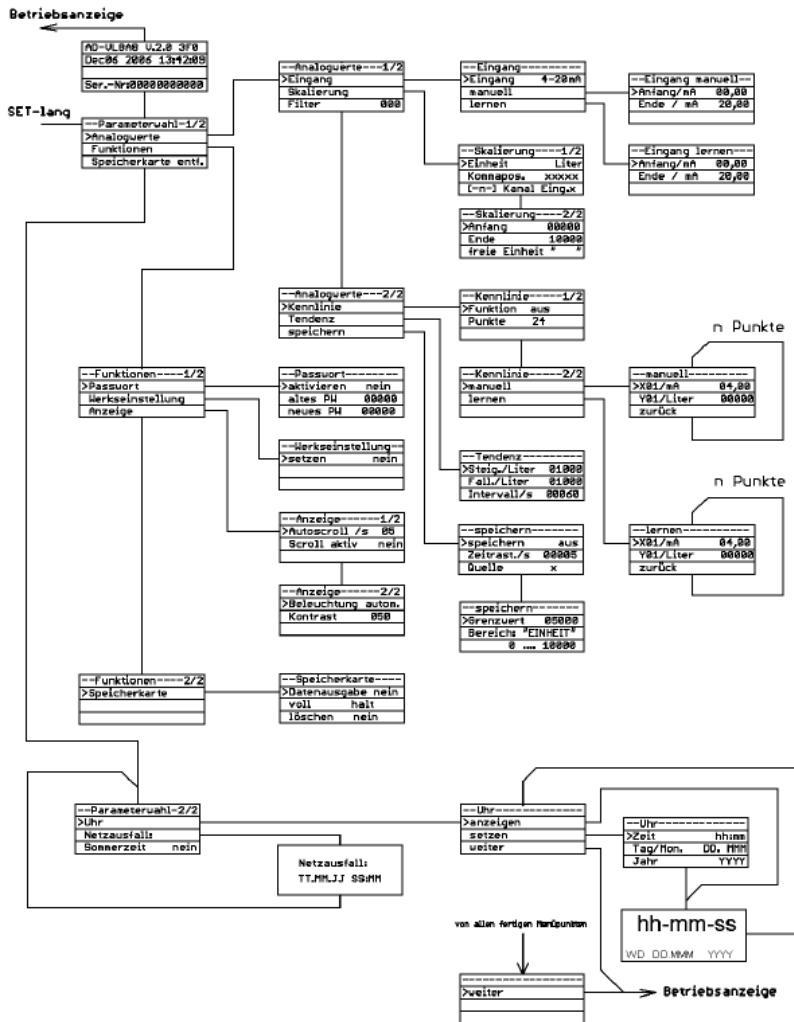 Betriebsanzeige
AD-VL8A8 V.2.0 3F0
Dec06 2006 13:42:09
Ser.-Nr:00000000000
SET-lang
--Parameterwahl-1/2
>Analogwerte
Funktionen
Speicherkarte entf.
--Analogwerte---1/2
>Eingang
Skalierung
Filter 000
--Eingang----------
>Eingang 4-20mA
manuell
lernen
--Eingang manuell--
>Anfang/mA 00,00
Ende / mA 20,00
--Eingang lernen---
>Anfang/mA 00,00
Ende / mA 20,00
--Skalierung----1/2
>Einheit Liter
Kommapos. xxxxx
[-n-] Kanal Eing.x
--Skalierung----2/2
>Anfang 00000
Ende 10000
freie Einheit " "
--Analogwerte---2/2
>Kennlinie
Tendenz
speichern
--Kennlinie-----1/2
>Funktion aus
Punkte 24
--Kennlinie-----2/2
>manuell
lernen
n Punkte
--manuell----------
>X01/mA 04,00
Y01/Liter 00000
zurück
--Tendenz----------
>Steig./Liter 01000
Fall./Liter 01000
Intervall/s 00060
n Punkte
--lernen-----------
>X01/mA 04,00
Y01/Liter 00000
zurück
--speichern--------
>speichern aus
Zeitrast./s 00005
Quelle x
--speichern--------
>Grenzwert 05000
Bereich: "EINHEIT"
0 .... 10000
--Funktionen----1/2
>Passwort
Werkseinstellung
Anzeige
--Passwort---------
>aktivieren nein
altes PW 00000
neues PW 00000
--Werkseinstellung-
>setzen nein
--Anzeige-------1/2
>Autoscroll /s 05
Scroll aktiv nein
--Anzeige-------2/2
>Beleuchtung autom.
Kontrast 050
--Funktionen----2/2
>Speicherkarte
--Speicherkarte----
>Datenausgabe nein
voll halt
löschen nein
--Parameterwahl-2/2
>Uhr
Netzausfall:
Sommerzeit nein
Netzausfall:
TT.MM.JJ SS:MM
--Uhr--------------
>anzeigen
setzen
weiter
--Uhr--------------
>Zeit hh:mm
Tag/Mon. DD. MMM
Jahr YYYY
hh-mm-ss
WD DD.MMM YYYY
von allen fertigen Menüpunkten
>weiter
Betriebsanzeige